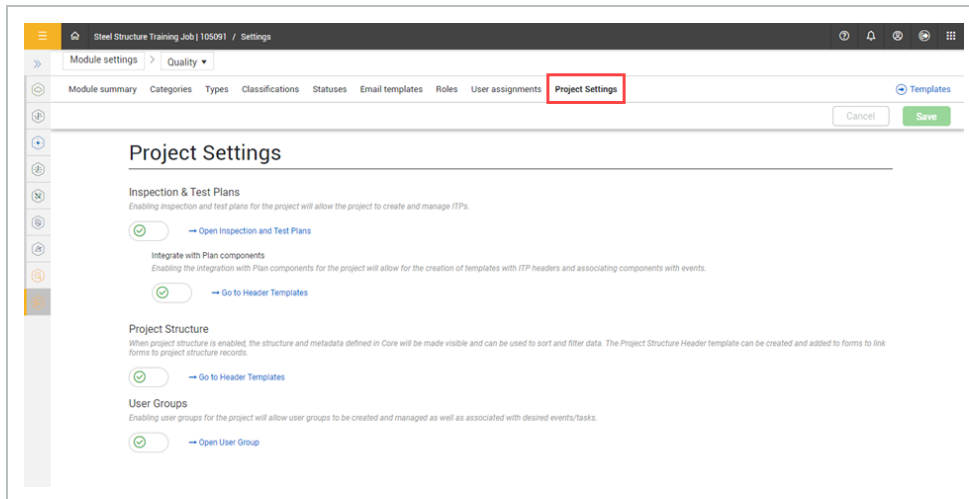 Steel Structure Training Job | 105091 / Settings
Module settings > Quality ▾
Module summary Categories Types Classifications Statuses Email templates Roles User assignments Project Settings Templates
Cancel Save
Project Settings
Inspection & Test Plans
Enabling inspection and test plans for the project will allow the project to create and manage ITPs.
→ Open Inspection and Test Plans
Integrate with Plan components
Enabling the integration with Plan components for the project will allow for the creation of templates with ITP headers and associating components with events.
→ Go to Header Templates
Project Structure
When project structure is enabled, the structure and metadata defined in Core will be made visible and can be used to sort and filter data. The Project Structure Header template can be created and added to forms to link
forms to project structure records.
→ Go to Header Templates
User Groups
Enabling user groups for the project will allow user groups to be created and managed as well as associated with desired events/tasks.
→ Open User Group